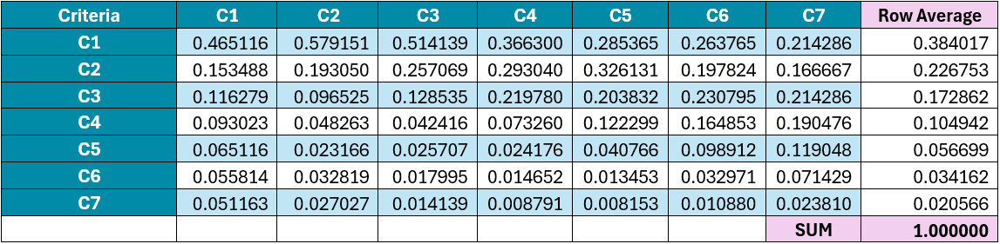 Criteria C1 C2 C3 C4 C5 C6 C7 Row Average
C1 0.465116 0.579151 0.514139 0.366300 0.285365 0.263765 0.214286 0.384017
C2 0.153488 0.193050 0.257069 0.293040 0.326131 0.197824 0.166667 0.226753
C3 0.116279 0.096525 0.128535 0.219780 0.203832 0.230795 0.214286 0.172862
C4 0.093023 0.048263 0.042416 0.073260 0.122299 0.164853 0.190476 0.104942
C5 0.065116 0.023166 0.025707 0.024176 0.040766 0.098912 0.119048 0.056699
C6 0.055814 0.032819 0.017995 0.014652 0.013453 0.032971 0.071429 0.034162
C7 0.051163 0.027027 0.014139 0.008791 0.008153 0.010880 0.023810 0.020566
SUM 1.000000